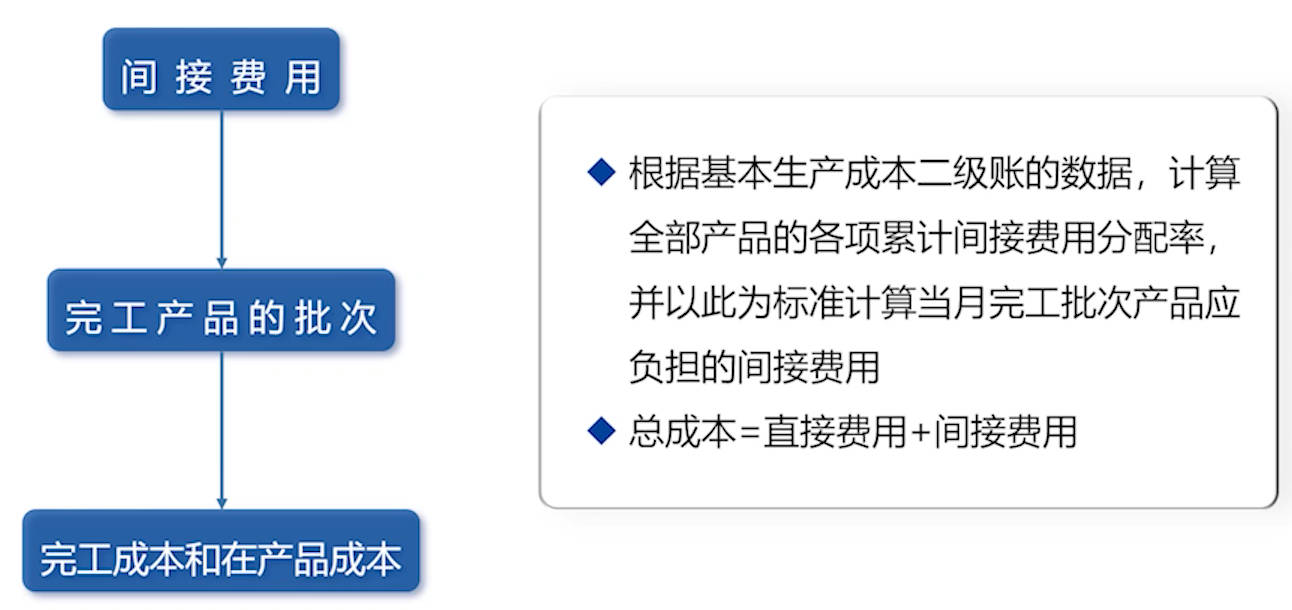 间接费用
完工产品的批次
完工成本和在产品成本
根据基本生产成本二级账的数据，计算
全部产品的各项累计间接费用分配率，
并以此为标准计算当月完工批次产品应
负担的间接费用
总成本=直接费用+间接费用